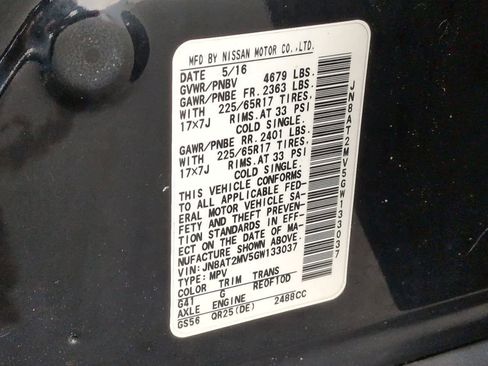 MFD BY NISSAN MOTOR CO.,LTD.
DATE 5/16
GVWR/PNBV 4679 LBS.
GAWR/PNBE FR. 2363 LBS.
WITH 225/65R17 TIRES.
17×7J RIMS.AT 33 PSI
COLD SINGLE.
GAWR/PNBE RR. 2401 LBS.
WITH 225/65R17 TIRES.
17×7J RIMS.AT 33 PSI
COLD SINGLE.
THIS VEHICLE CONFORMS
TO ALL APPLICABLE FED-
ERAL MOTOR VEHICLE SA-
FETY AND THEFT PREVEN-
TION STANDARDS IN EFF-
ECT ON THE DATE OF MA-
NUFACTURE SHOWN ABOVE.
VIN:JN8AT2MV5GW133037
TYPE:MPV
COLOR TRIM TRANS
G41 G RE0F10D
AXLE ENGINE
GS56 QR25(DE) 2488CC
JN8AT2MV5GW133037